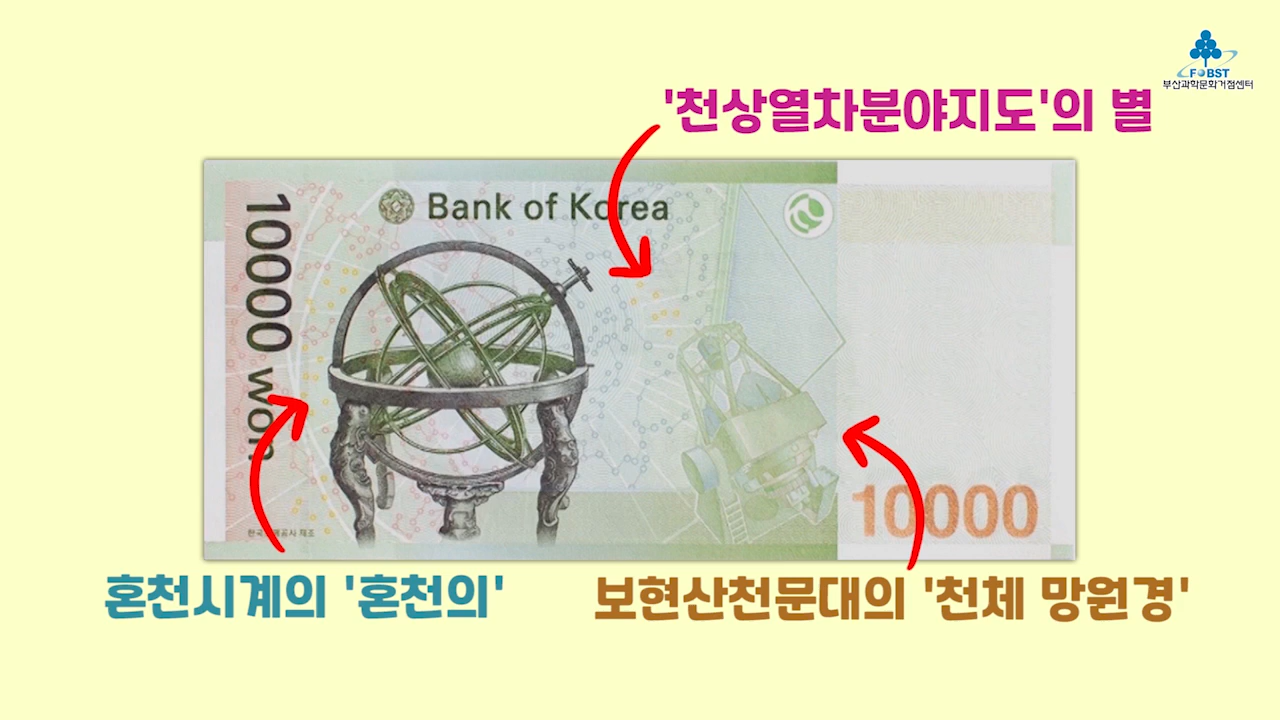 FOBST
부산과학문화거점센터
'천상열차분야지도'의 별
Bank of Korea
10000 won
10000
혼천시계의 '혼천의'
보현산천문대의 '천체 망원경'